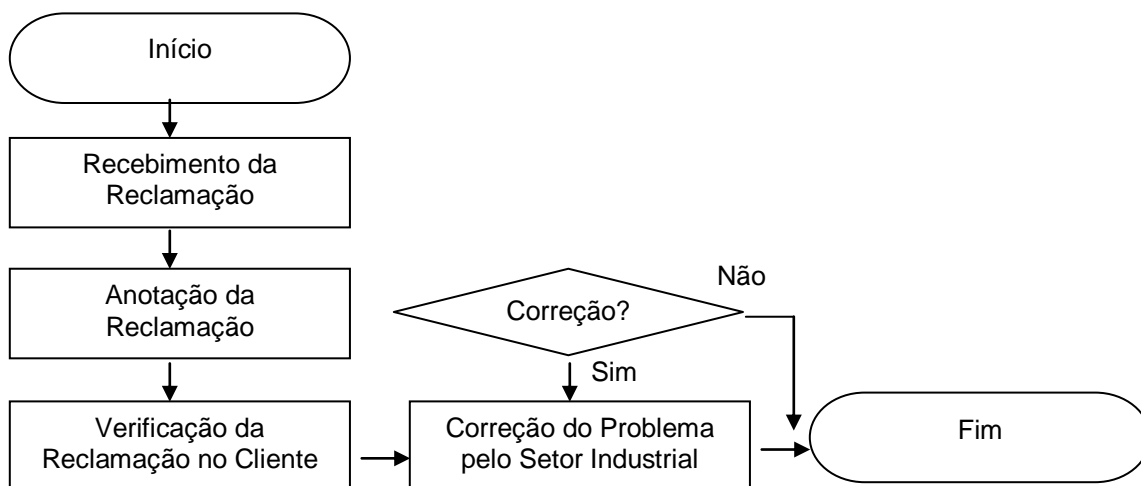 Início
Recebimento da
Reclamação
Anotação da
Reclamação
Verificação da
Reclamação no Cliente
Correção?
Não
Sim
Correção do Problema
pelo Setor Industrial
Fim